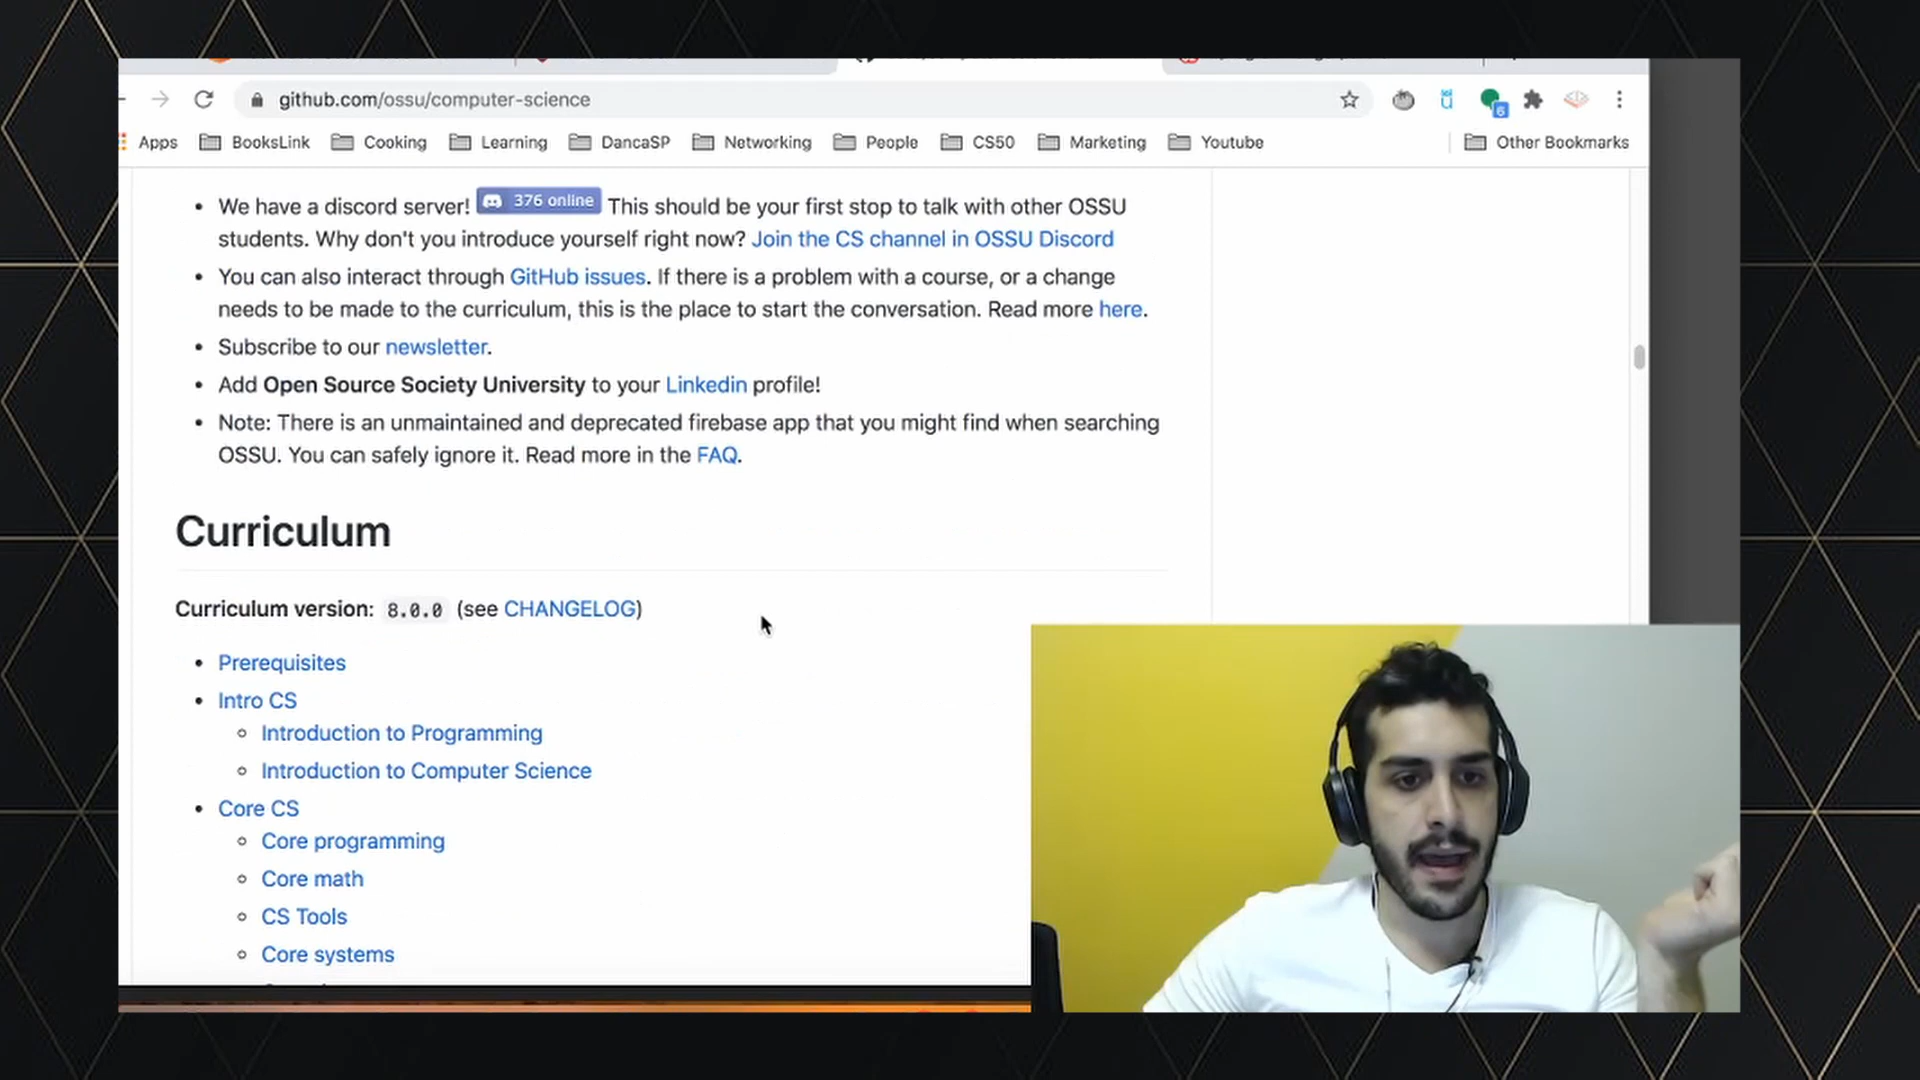 github.com/ossu/computer-science
Apps BooksLink Cooking Learning DancaSP Networking People CS50 Marketing Youtube Other Bookmarks
We have a discord server! 376 online This should be your first stop to talk with other OSSU
students. Why don't you introduce yourself right now? Join the CS channel in OSSU Discord
You can also interact through GitHub issues. If there is a problem with a course, or a change
needs to be made to the curriculum, this is the place to start the conversation. Read more here.
Subscribe to our newsletter.
Add Open Source Society University to your Linkedin profile!
Note: There is an unmaintained and deprecated firebase app that you might find when searching
OSSU. You can safely ignore it. Read more in the FAQ.
Curriculum
Curriculum version: 8.0.0 (see CHANGELOG)
Prerequisites
Intro CS
Introduction to Programming
Introduction to Computer Science
Core CS
Core programming
Core math
CS Tools
Core systems